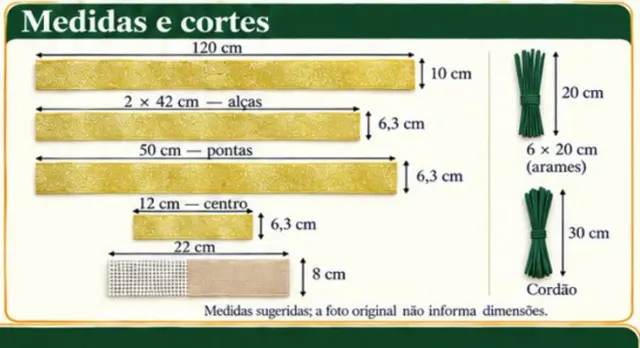 Medidas e cortes
120 cm
10 cm
2 × 42 cm — alças
6,3 cm
50 cm — pontas
6,3 cm
12 cm — centro
6,3 cm
22 cm
8 cm
20 cm
6 × 20 cm
(arames)
30 cm
Cordão
Medidas sugeridas; a foto original não informa dimensões.